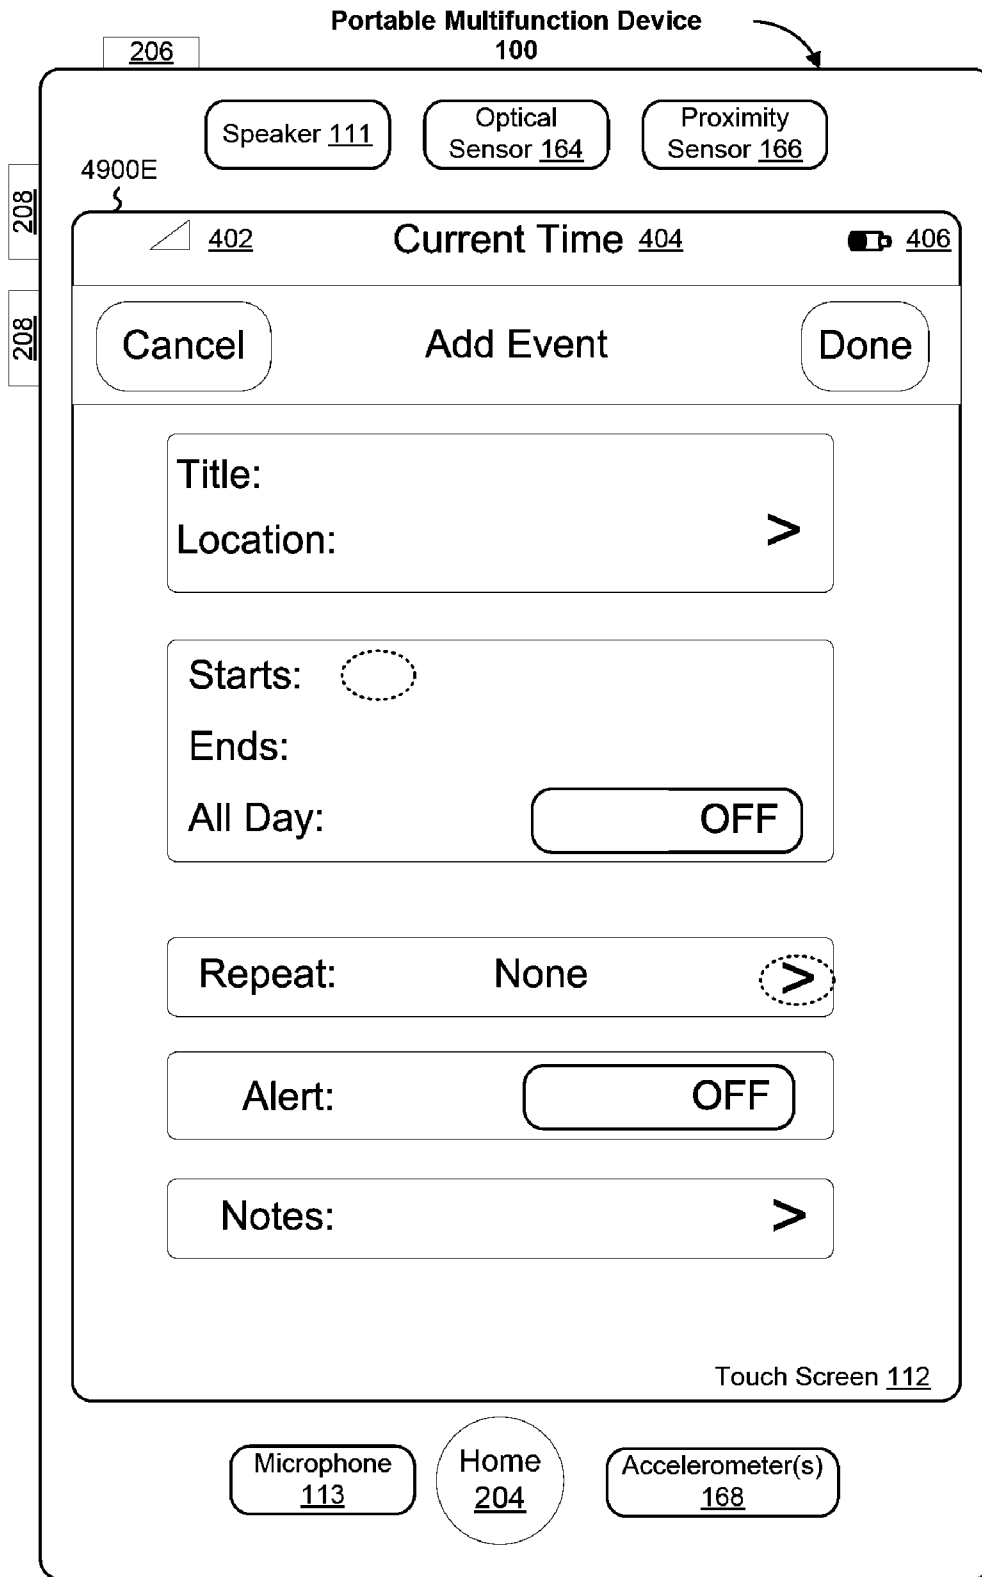 Portable Multifunction Device
100
206
Speaker 111
Optical
Sensor 164
Proximity
Sensor 166
4900E
208
208
402
Current Time 404
406
Cancel
Add Event
Done
Title:
Location:
>
Starts:
Ends:
All Day:
OFF
Repeat:
None
>
Alert:
OFF
Notes:
>
Touch Screen 112
Microphone
113
Home
204
Accelerometer(s)
168